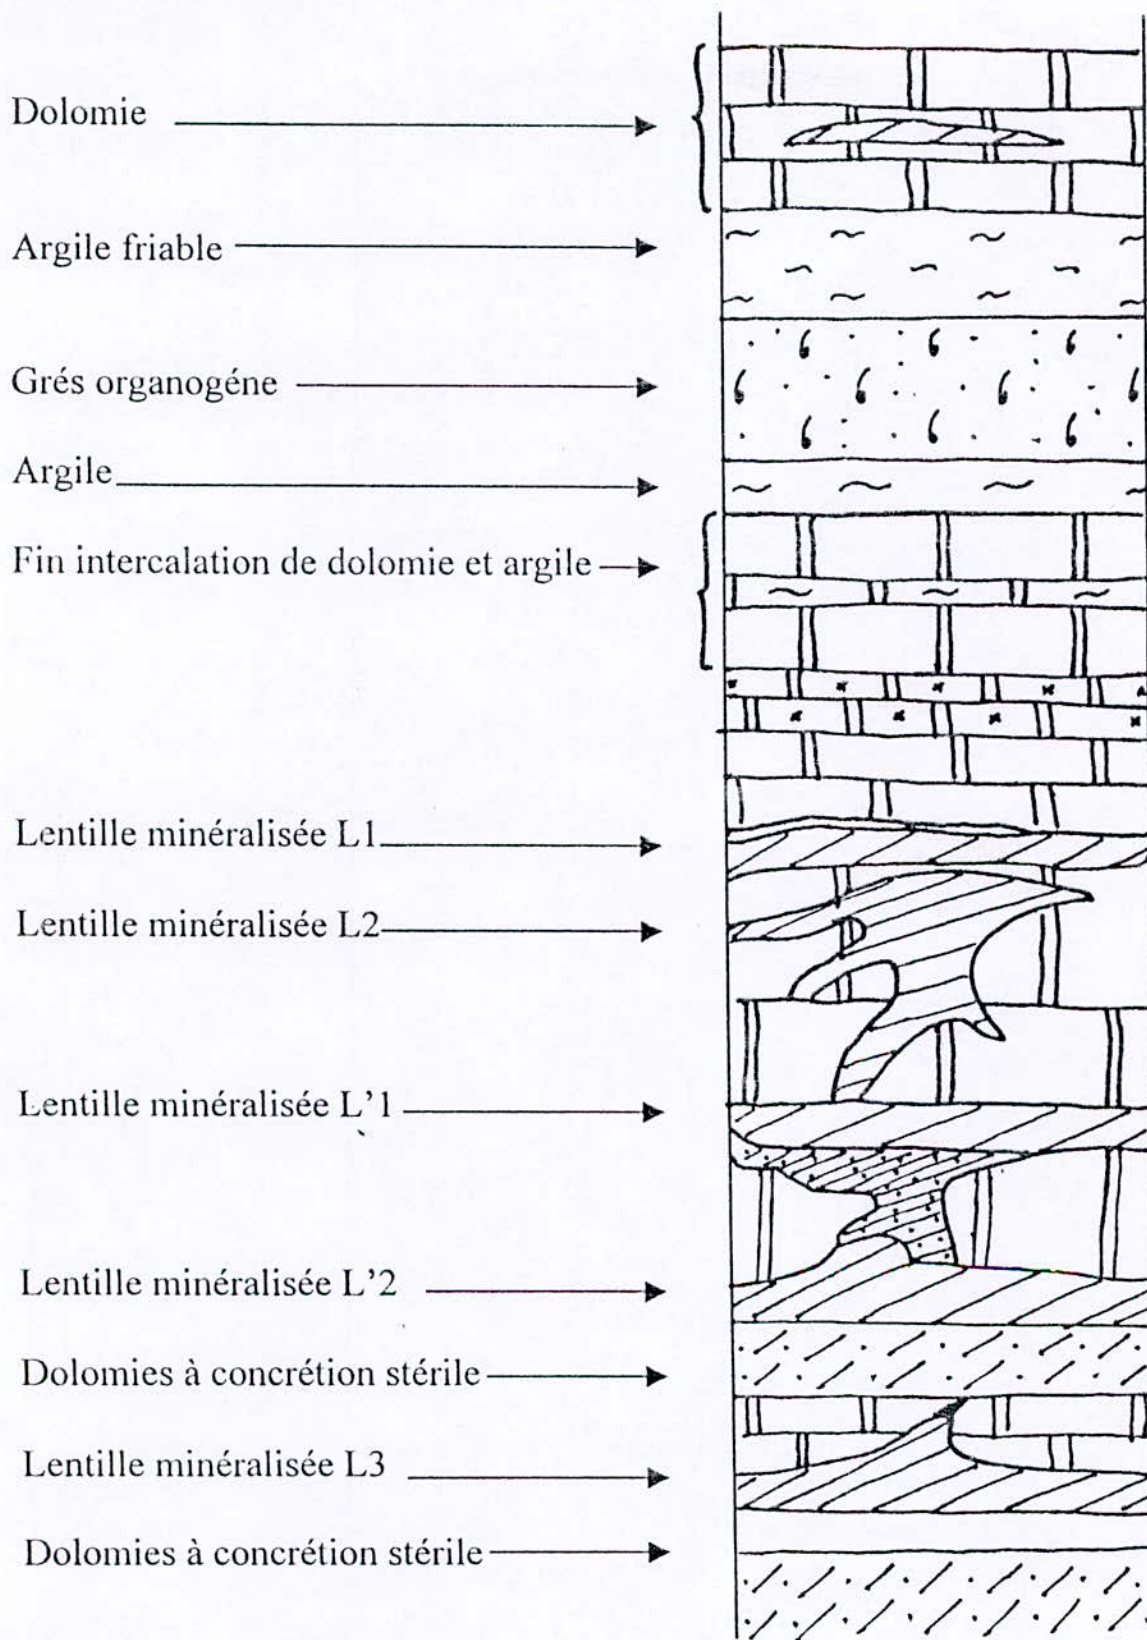 Dolomie
Argile friable
Grés organogéne
Argile
Fin intercalation de dolomie et argile
Lentille minéralisée L1
Lentille minéralisée L2
Lentille minéralisée L'1
Lentille minéralisée L'2
Dolomies à concrétion stérile
Lentille minéralisée L3
Dolomies à concrétion stérile